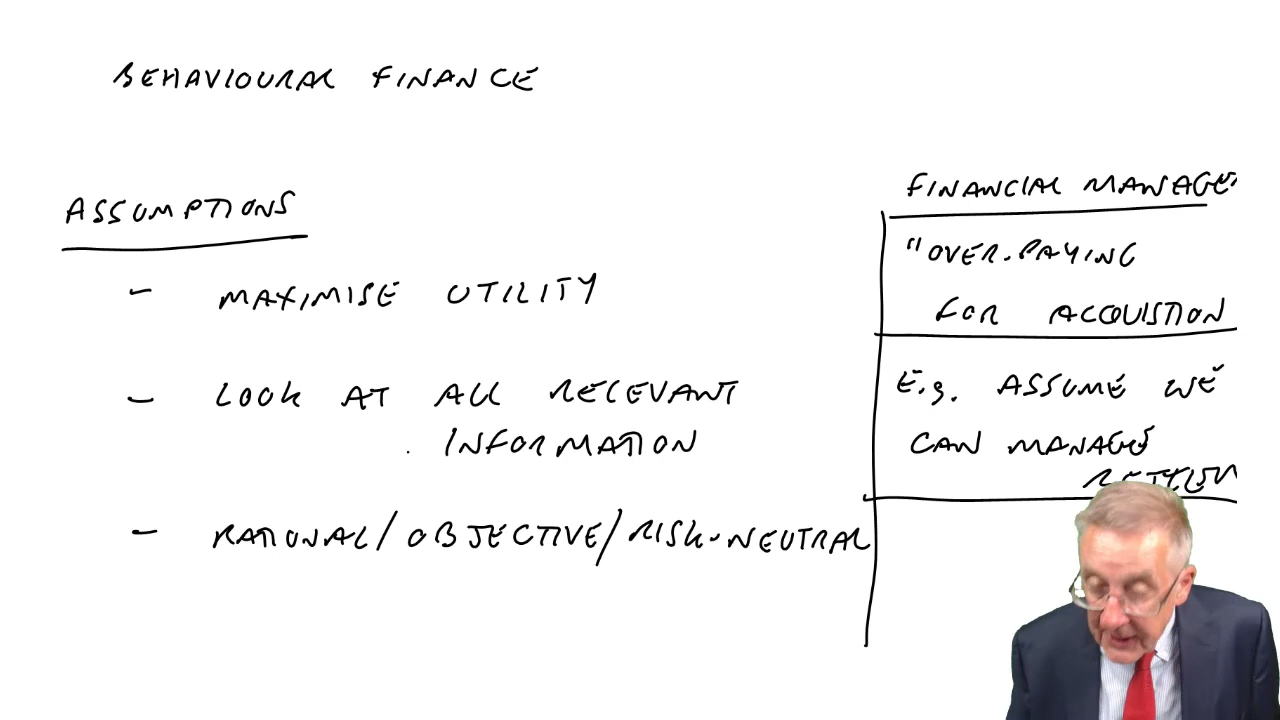 BEHAVIOURAL FINANCE
ASSUMPTIONS
- MAXIMISE UTILITY
- LOOK AT ALL RELEVANT
INFORMATION
- RATIONAL/OBJECTIVE/RISK-NEUTRAL
FINANCIAL MANAGE
"OVER-PAYING
FOR ACCQUISTION
E.g. ASSUME WE
CAN MANAGE